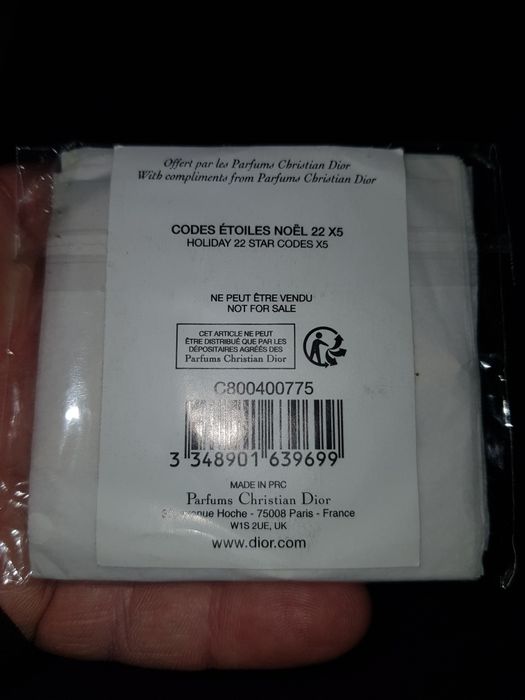 Offert par les Parfums Christian Dior
With compliments from Parfums Christian Dior
CODES ÉTOILES NOËL 22 X5
HOLIDAY 22 STAR CODES X5
NE PEUT ÊTRE VENDU
NOT FOR SALE
CET ARTICLE NE PEUT
ÊTRE DISTRIBUÉ QUE PAR LES
DÉPOSITAIRES AGRÉÉS DES
Parfums Christian Dior
C800400775
3 348901 639699
MADE IN PRC
Parfums Christian Dior
Hoche - 75008 Paris - France
W1S 2UE, UK
www.dior.com